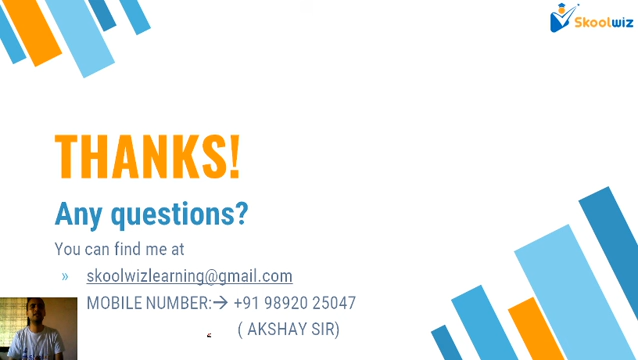 Skoolwiz
THANKS!
Any questions?
You can find me at
» skoolwizlearning@gmail.com
MOBILE NUMBER:→ +91 98920 25047
( AKSHAY SIR)